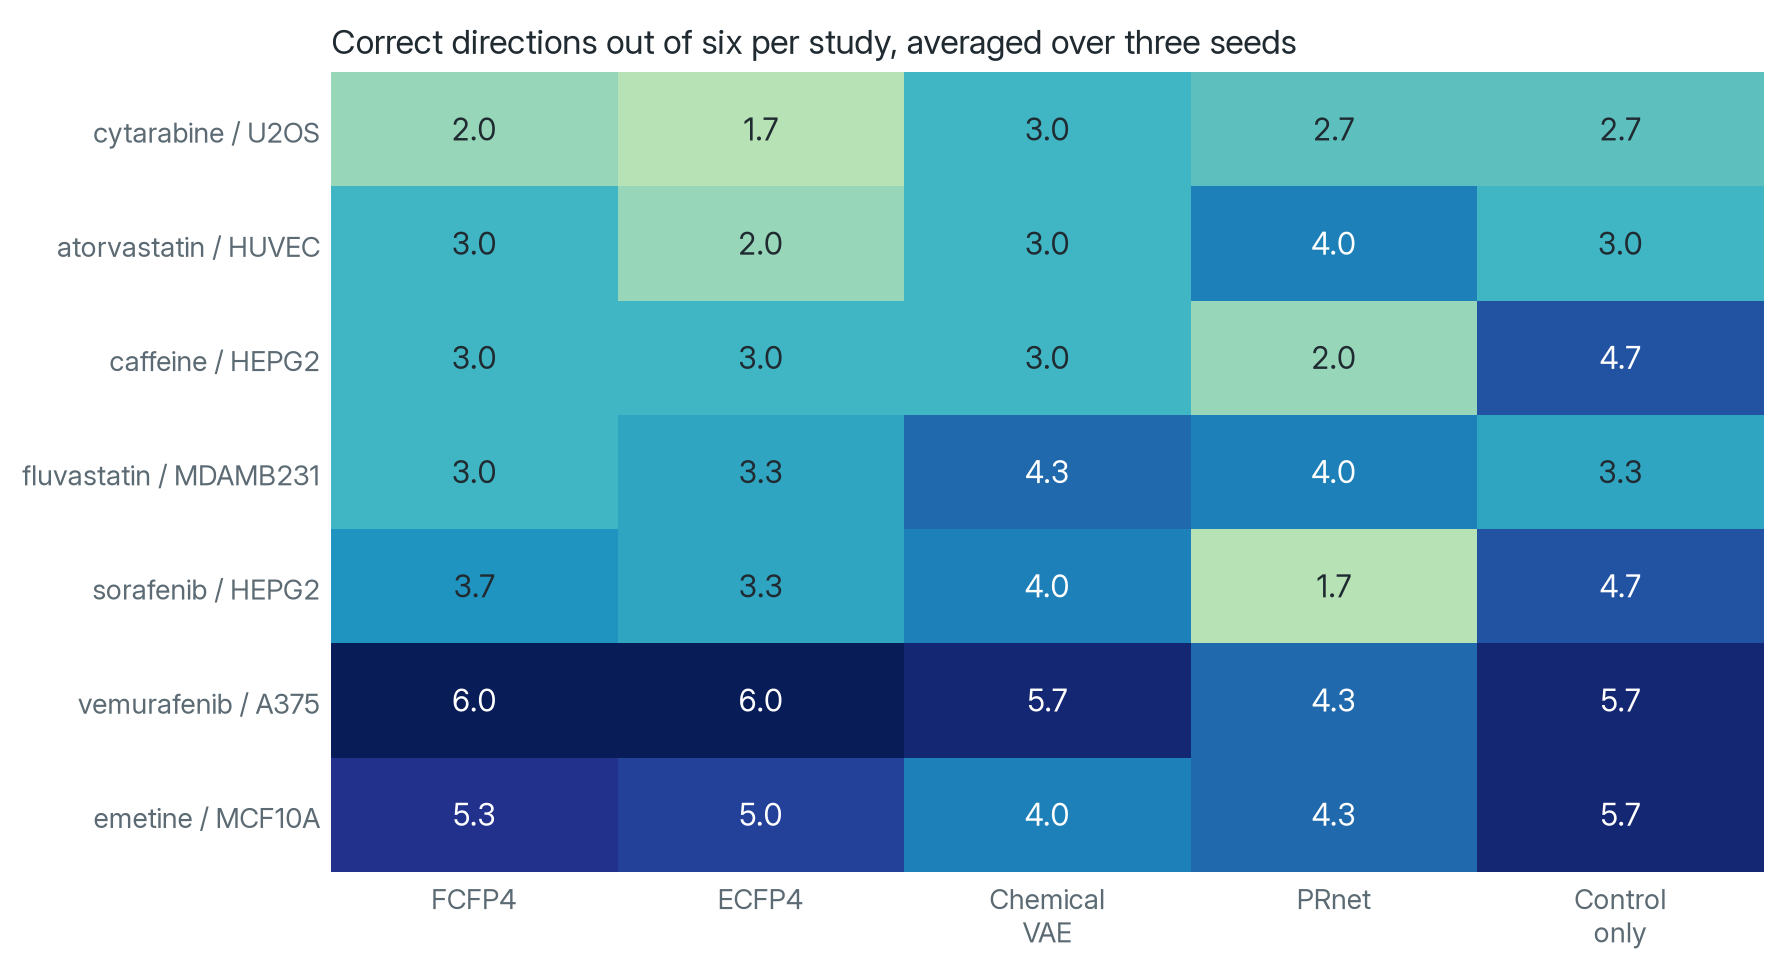 Correct directions out of six per study, averaged over three seeds
cytarabine / U2OS 2.0 1.7 3.0 2.7 2.7
atorvastatin / HUVEC 3.0 2.0 3.0 4.0 3.0
caffeine / HEPG2 3.0 3.0 3.0 2.0 4.7
fluvastatin / MDAMB231 3.0 3.3 4.3 4.0 3.3
sorafenib / HEPG2 3.7 3.3 4.0 1.7 4.7
vemurafenib / A375 6.0 6.0 5.7 4.3 5.7
emetine / MCF10A 5.3 5.0 4.0 4.3 5.7
FCFP4 ECFP4 Chemical PRnet Control
VAE only